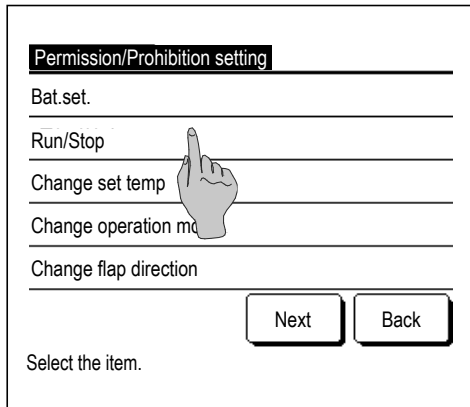 Permission/Prohibition setting
Bat.set.
Run/Stop
Change set temp
Change operation
Change flap direction
Next Back
Select the item.